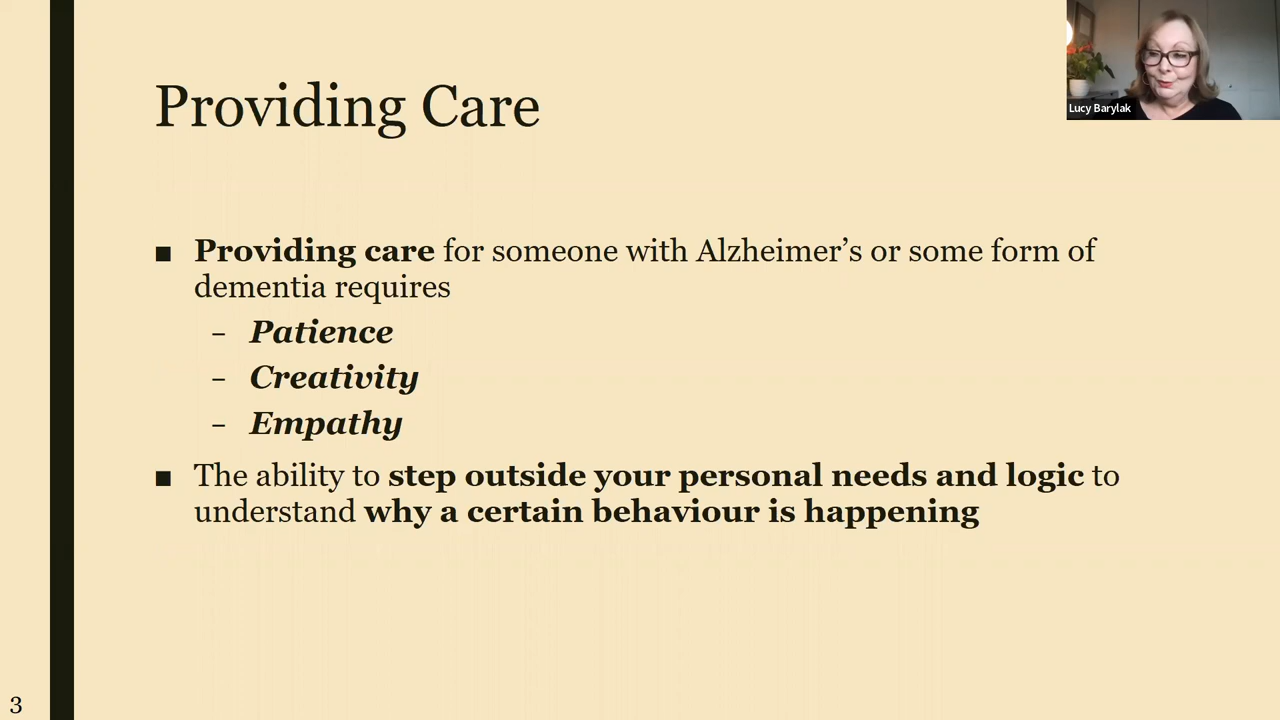 Lucy Barylak
Providing Care
■ Providing care for someone with Alzheimer’s or some form of
dementia requires
– Patience
– Creativity
– Empathy
■ The ability to step outside your personal needs and logic to
understand why a certain behaviour is happening
3